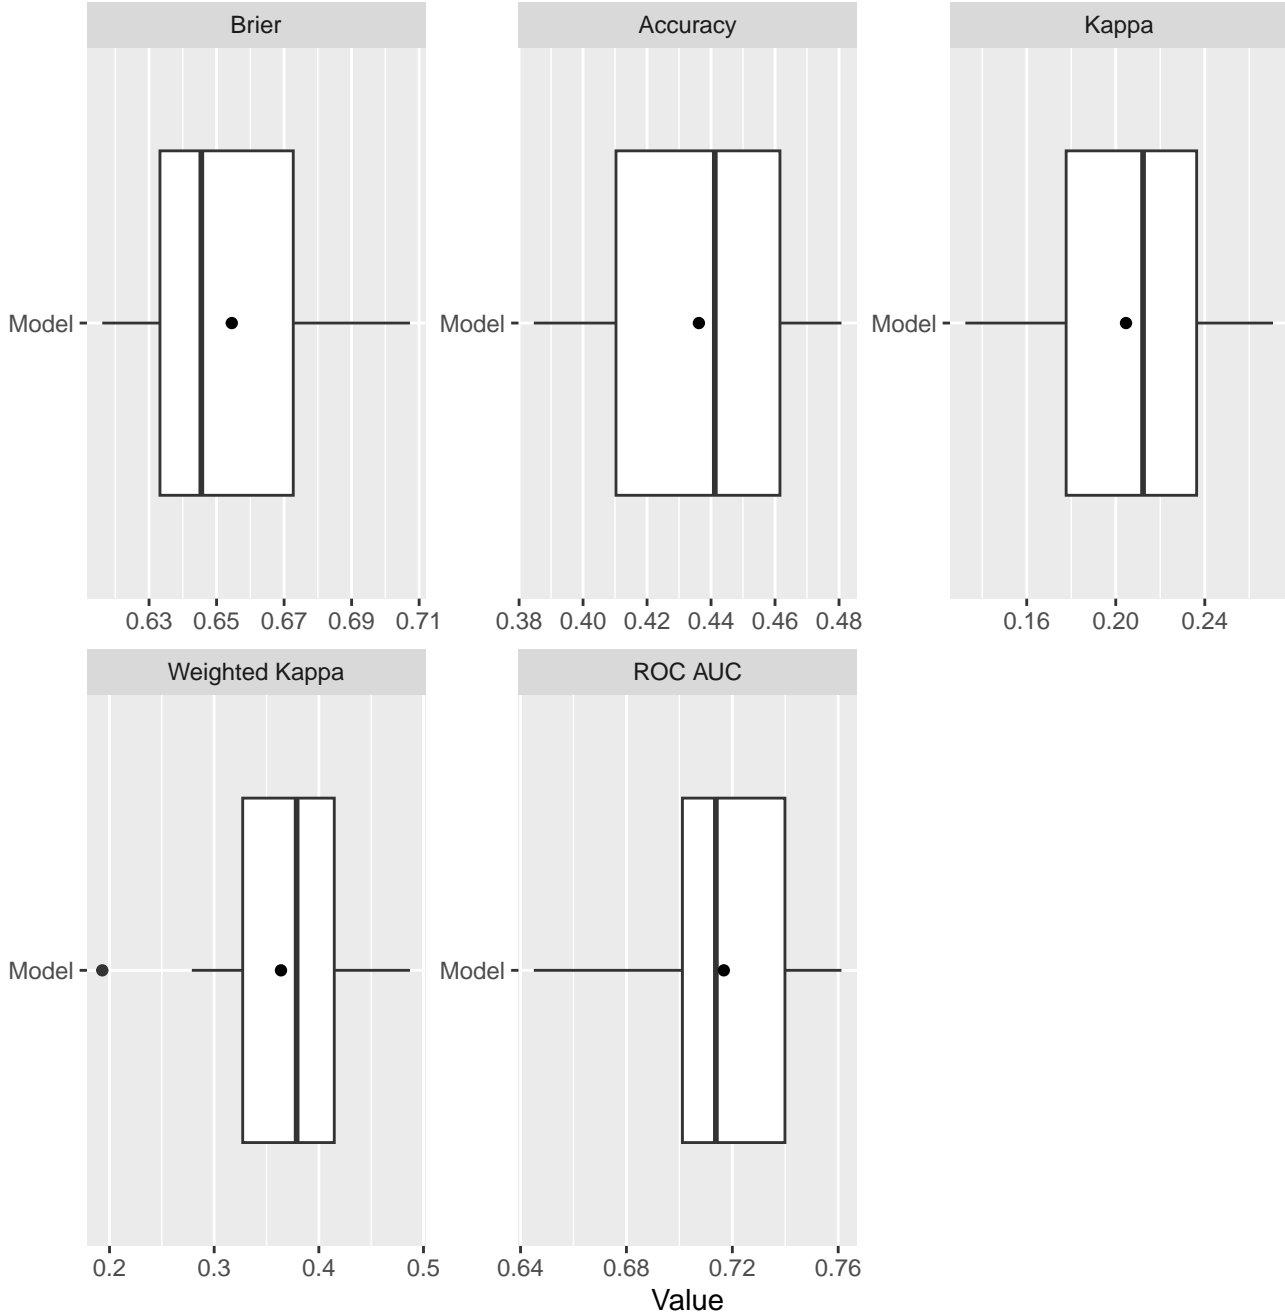 Brier Accuracy Kappa
Model Model Model
0.63 0.65 0.67 0.69 0.71 0.38 0.40 0.42 0.44 0.46 0.48 0.16 0.20 0.24
Weighted Kappa ROC AUC
Model Model
0.2 0.3 0.4 0.5 0.64 0.68 0.72 0.76
Value